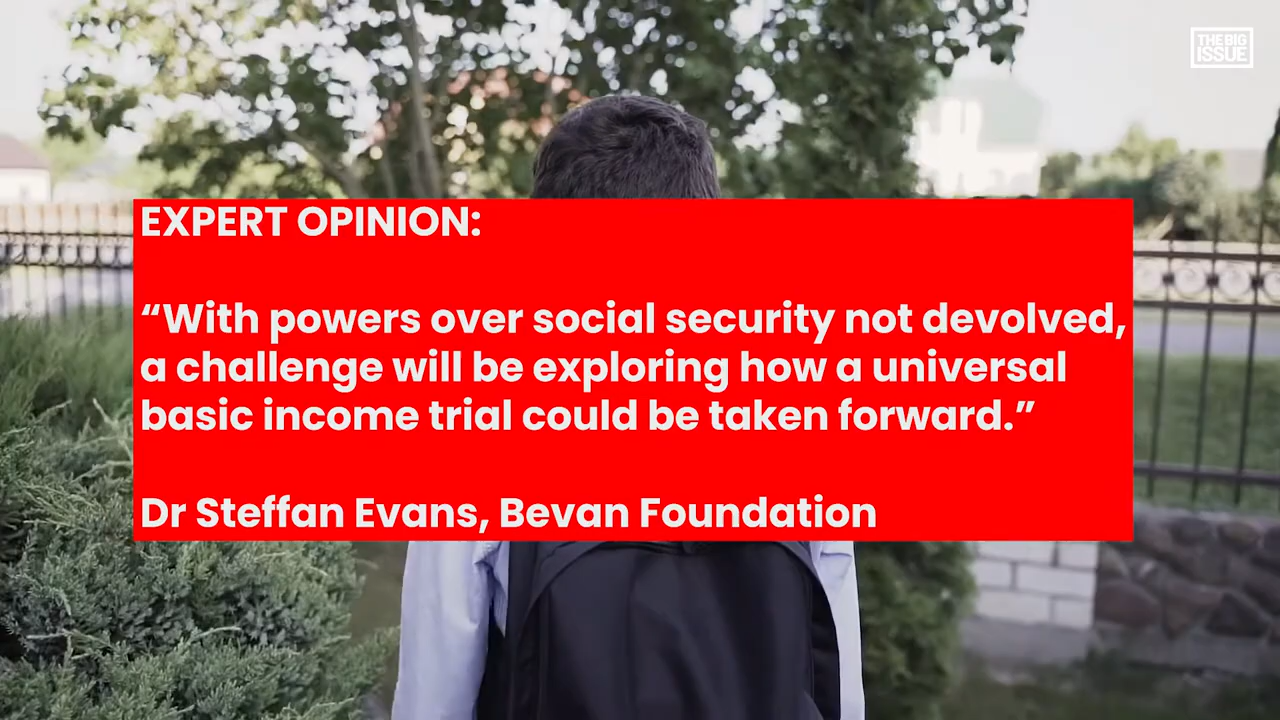 THE BIG
ISSUE
EXPERT OPINION:
“With powers over social security not devolved,
a challenge will be exploring how a universal
basic income trial could be taken forward.”
Dr Steffan Evans, Bevan Foundation